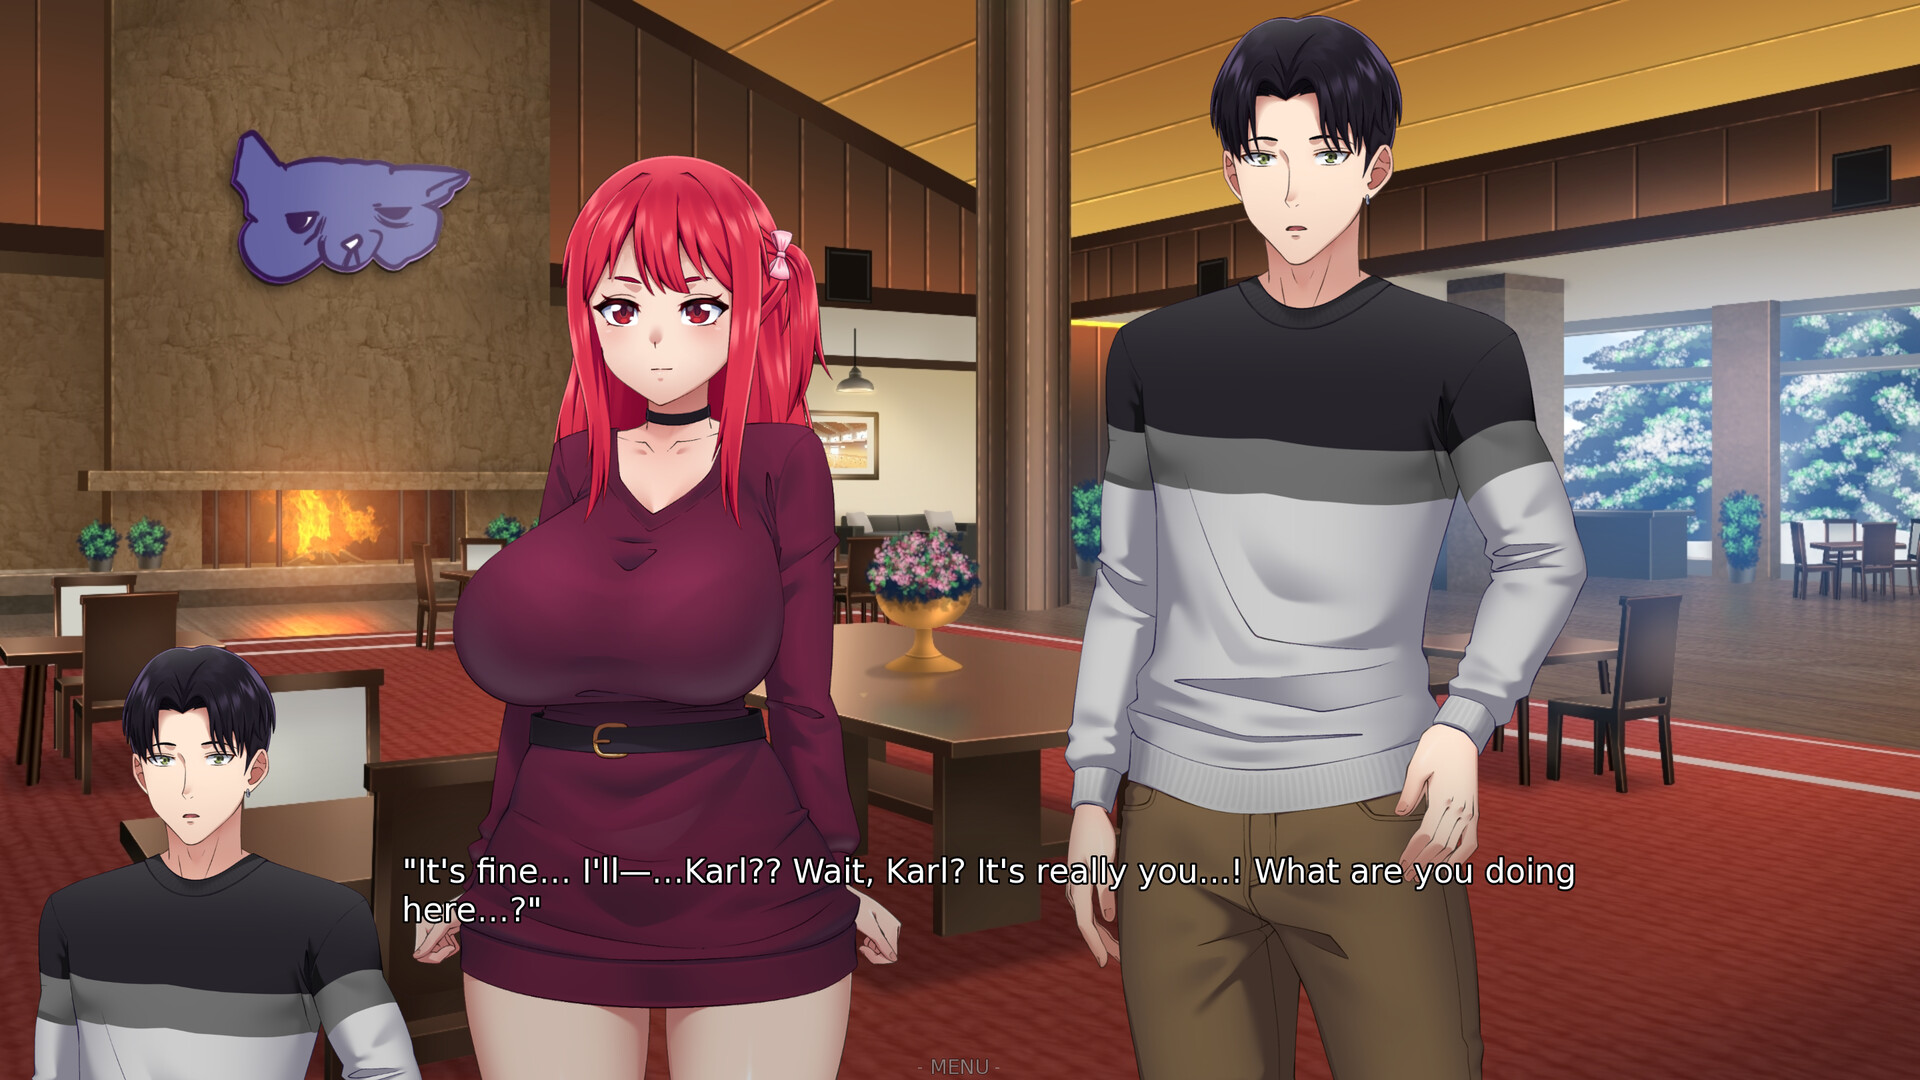 "It's fine... I'll—...Karl?? Wait, Karl? It's really you...! What are you doing
here...?"
- MENU -